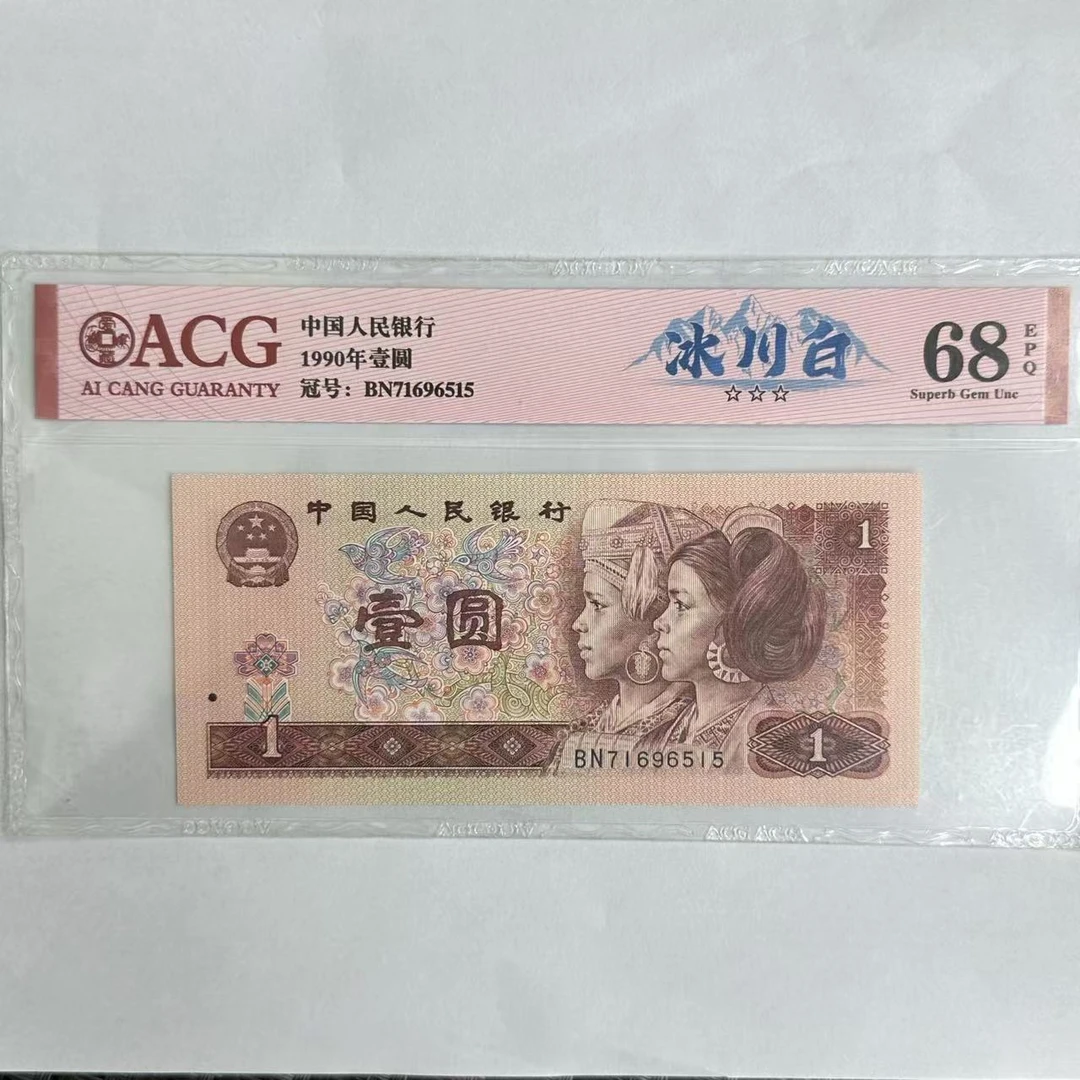 ACG
AI CANG GUARANTY
中国人民银行
1990年壹圆
冠号：BN71696515
冰川白
☆☆☆
68
EPQ
Superb Gem Unc
中国人民银行
1
壹圆
1
BN71696515
1